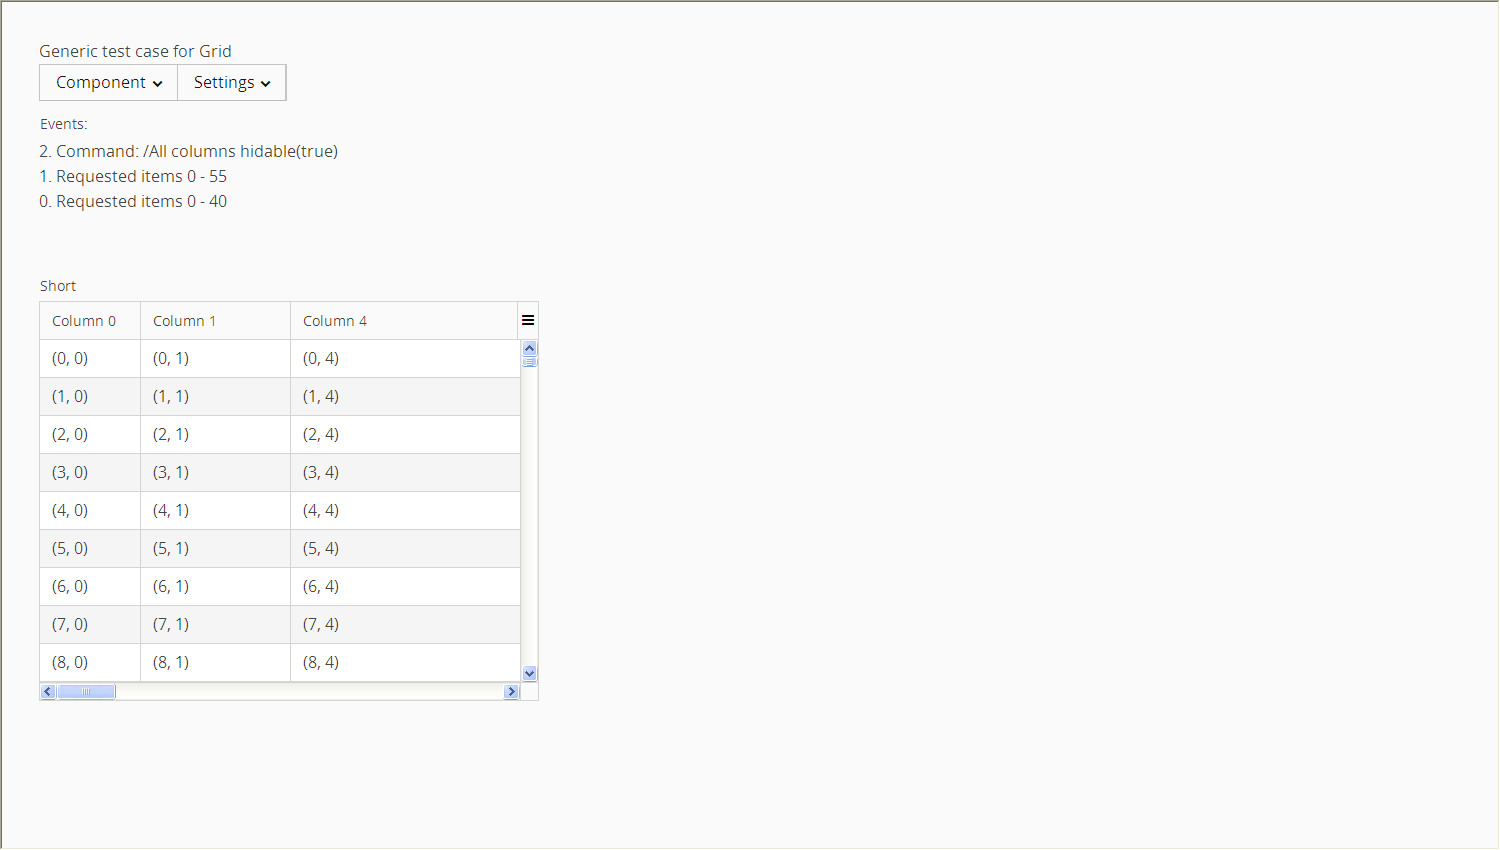 Generic test case for Grid
Component Settings
Events:
2. Command: /All columns hidable(true)
1. Requested items 0 - 55
0. Requested items 0 - 40
Short
Column 0 Column 1 Column 4
(0, 0) (0, 1) (0, 4)
(1, 0) (1, 1) (1, 4)
(2, 0) (2, 1) (2, 4)
(3, 0) (3, 1) (3, 4)
(4, 0) (4, 1) (4, 4)
(5, 0) (5, 1) (5, 4)
(6, 0) (6, 1) (6, 4)
(7, 0) (7, 1) (7, 4)
(8, 0) (8, 1) (8, 4)